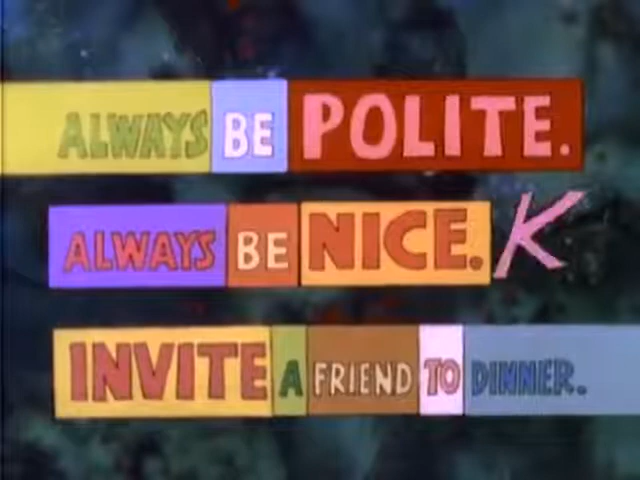 ALWAYS BE POLITE.
ALWAYS BE NICE. K
INVITE A FRIEND TO DINNER.